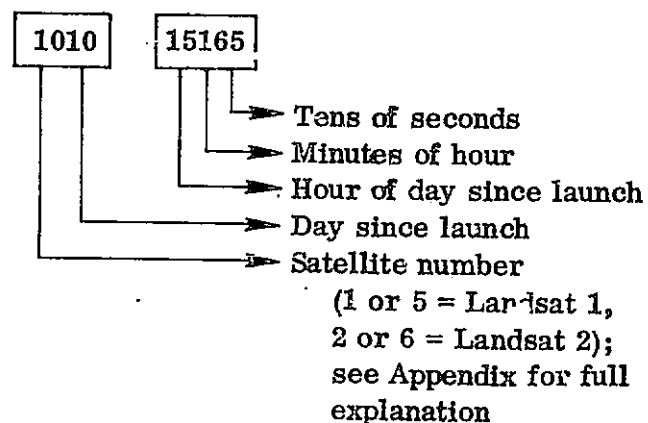 1010 15165
Tens of seconds
Minutes of hour
Hour of day since launch
Day since launch
Satellite number
(1 or 5 = Landsat 1,
2 or 6 = Landsat 2);
see Appendix for full
explanation